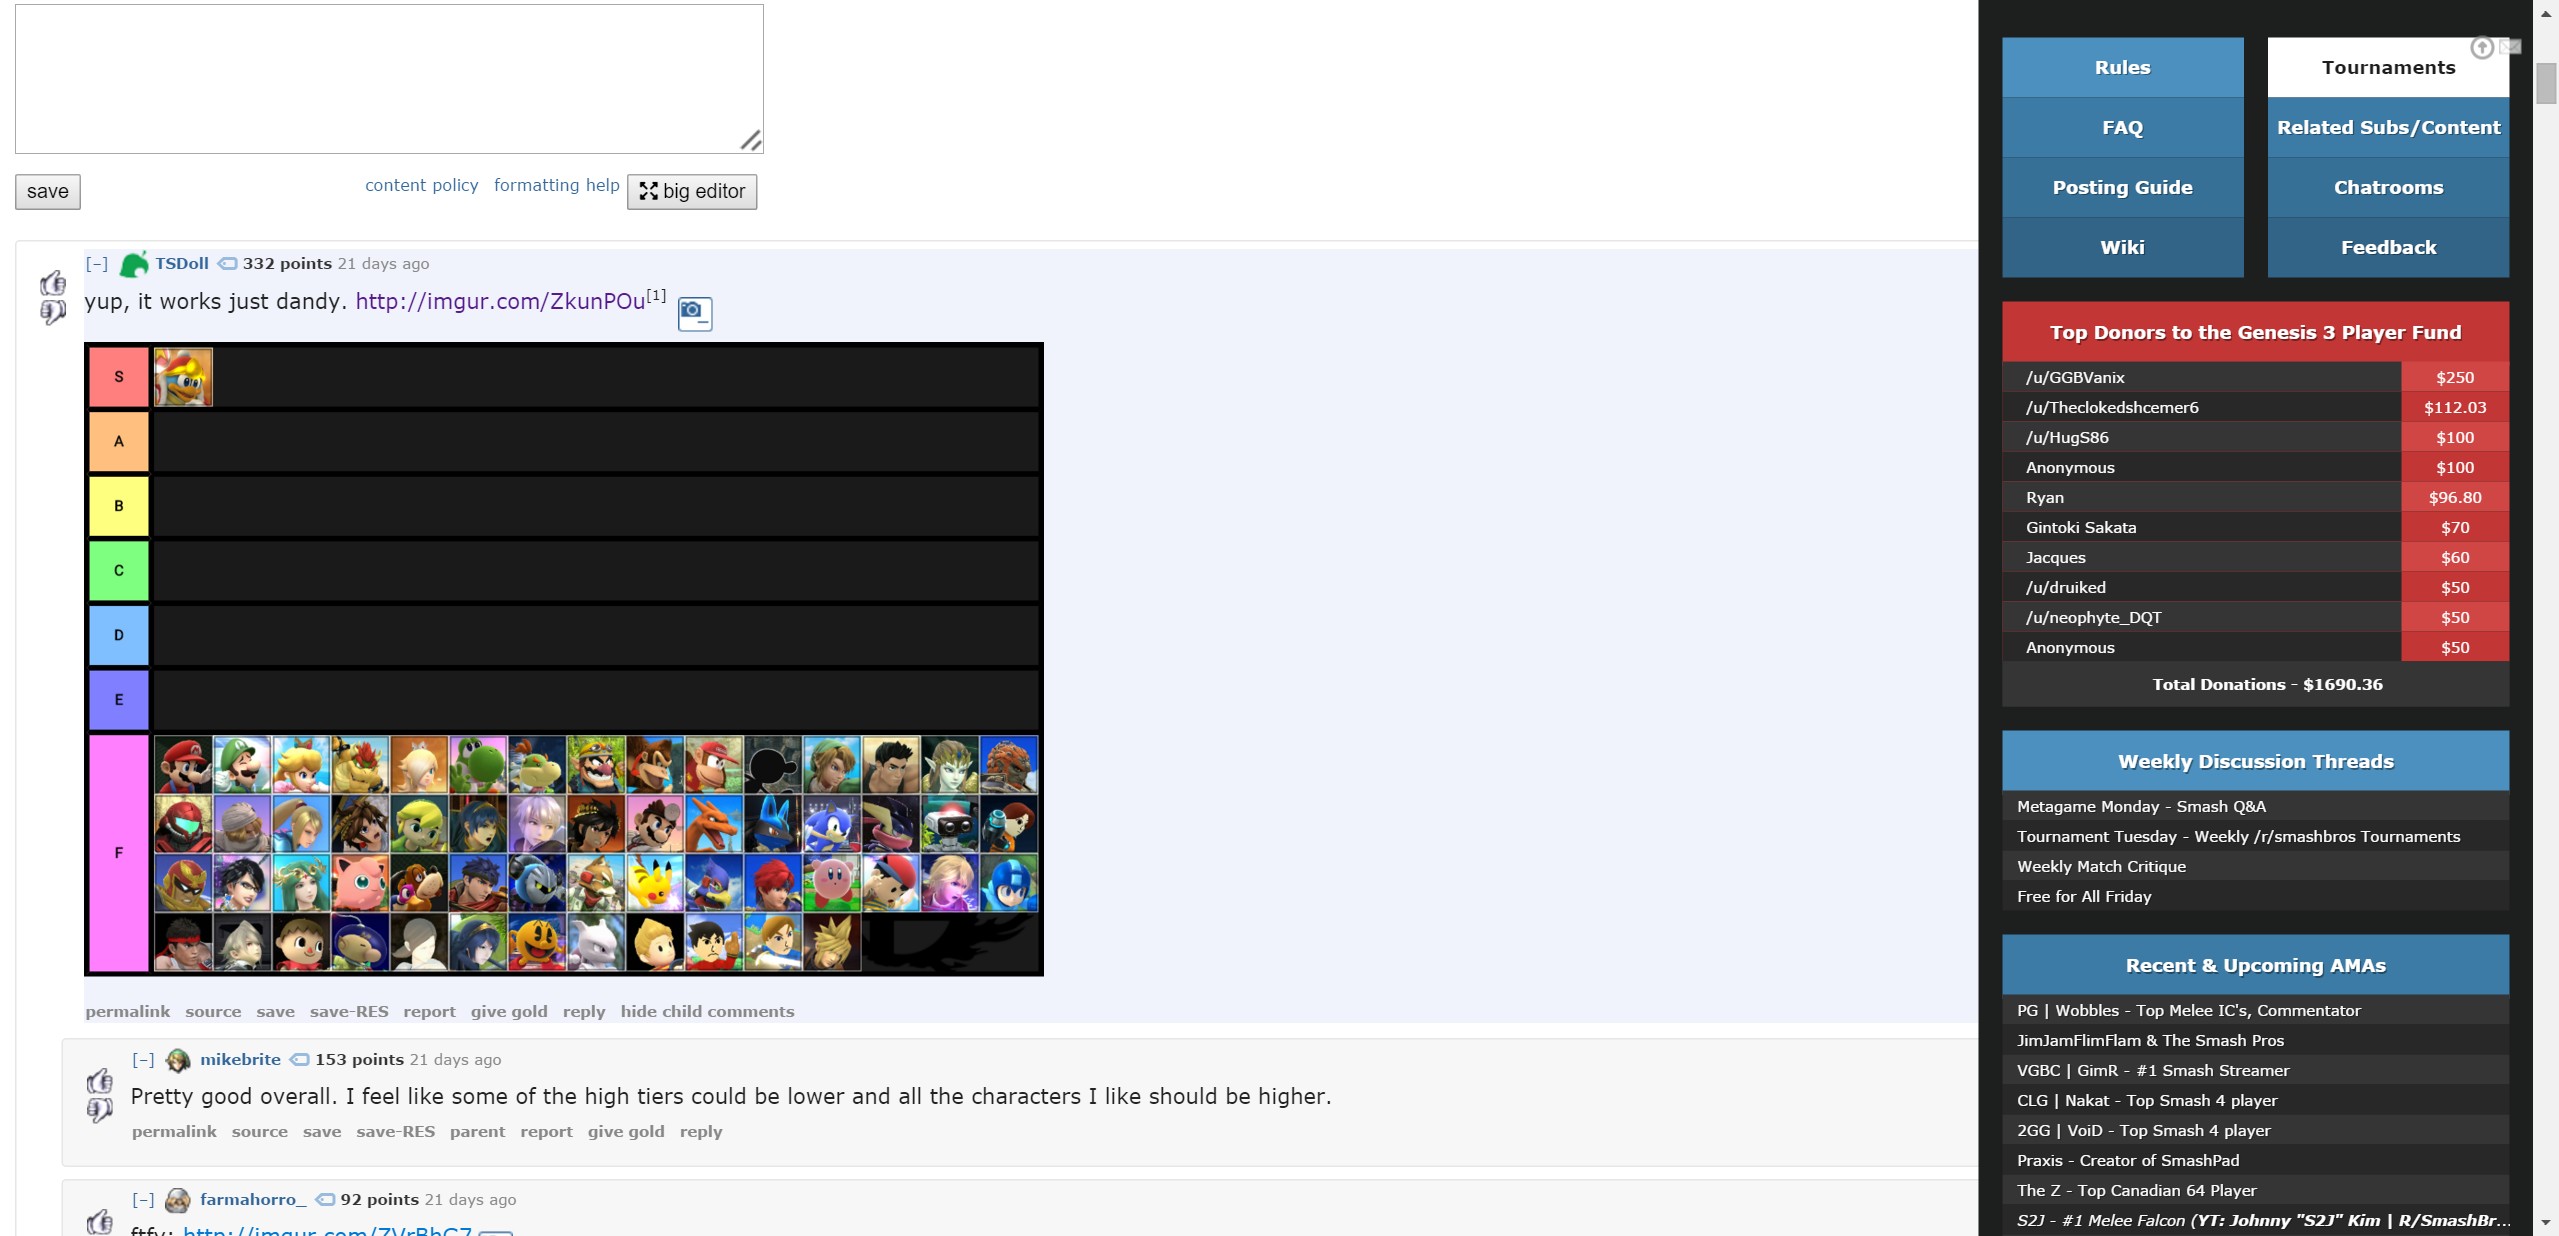 save
content policy formatting help big editor
[–] TSDoll 332 points 21 days ago
yup, it works just dandy. http://imgur.com/ZkunPOu[1]
S
A
B
C
D
E
F
permalink source save save-RES report give gold reply hide child comments
[–] mikebrite 153 points 21 days ago
Pretty good overall. I feel like some of the high tiers could be lower and all the characters I like should be higher.
permalink source save save-RES parent report give gold reply
[–] farmahorro_ 92 points 21 days ago
ftfy: http://imgur.com/ZVrBhG7
Rules
Tournaments
FAQ
Related Subs/Content
Posting Guide
Chatrooms
Wiki
Feedback
Top Donors to the Genesis 3 Player Fund
/u/GGBVanix $250
/u/Theclokedshcemer6 $112.03
/u/HugS86 $100
Anonymous $100
Ryan $96.80
Gintoki Sakata $70
Jacques $60
/u/druiked $50
/u/neophyte_DQT $50
Anonymous $50
Total Donations - $1690.36
Weekly Discussion Threads
Metagame Monday - Smash Q&A
Tournament Tuesday - Weekly /r/smashbros Tournaments
Weekly Match Critique
Free for All Friday
Recent & Upcoming AMAs
PG | Wobbles - Top Melee IC's, Commentator
JimJamFlimFlam & The Smash Pros
VGBC | GimR - #1 Smash Streamer
CLG | Nakat - Top Smash 4 player
2GG | VoiD - Top Smash 4 player
Praxis - Creator of SmashPad
The Z - Top Canadian 64 Player
S2J - #1 Melee Falcon (YT: Johnny "S2J" Kim | R/SmashBr...